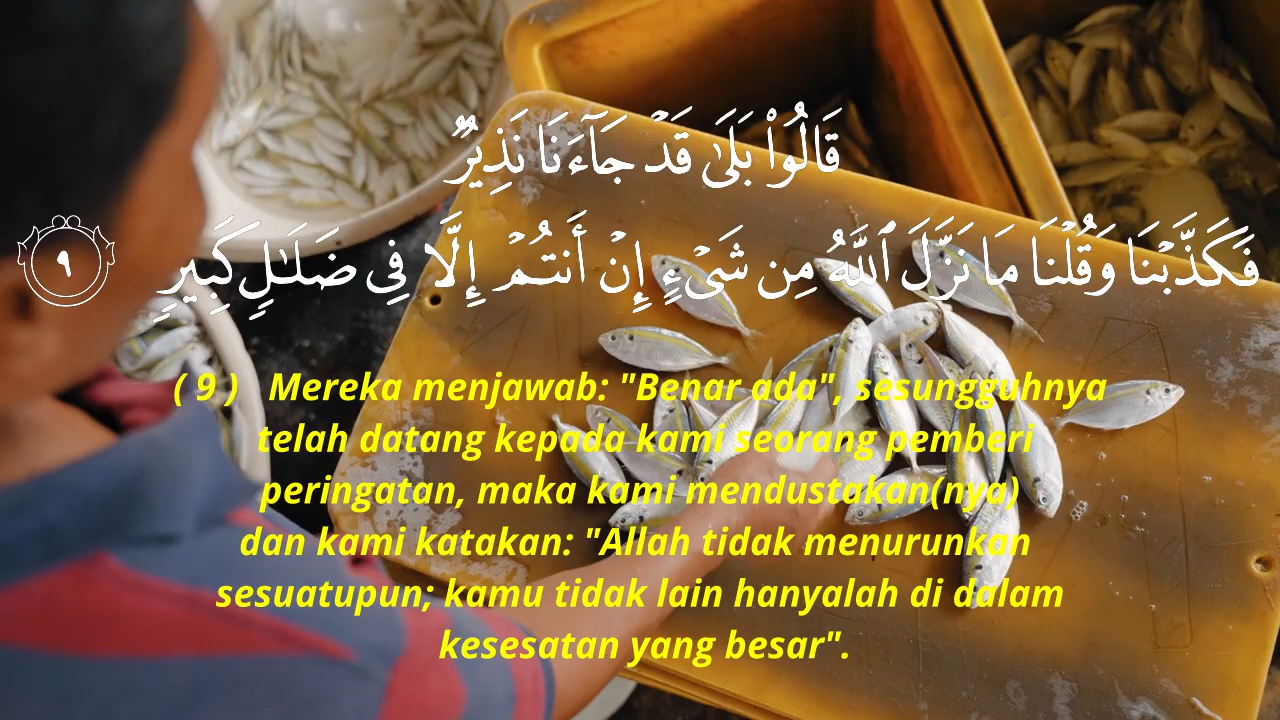 قَالُوا۟ بَلَىٰ قَدْ جَآءَنَا نَذِيرٌ
فَكَذَّبْنَا وَقُلْنَا مَا نَزَّلَ ٱللَّهُ مِن شَىْءٍ إِنْ أَنتُمْ إِلَّا فِى ضَلَـٰلٍ كَبِيرٍ ٩
( 9 ) Mereka menjawab: "Benar ada", sesungguhnya
telah datang kepada kami seorang pemberi
peringatan, maka kami mendustakan(nya)
dan kami katakan: "Allah tidak menurunkan
sesuatupun; kamu tidak lain hanyalah di dalam
kesesatan yang besar".